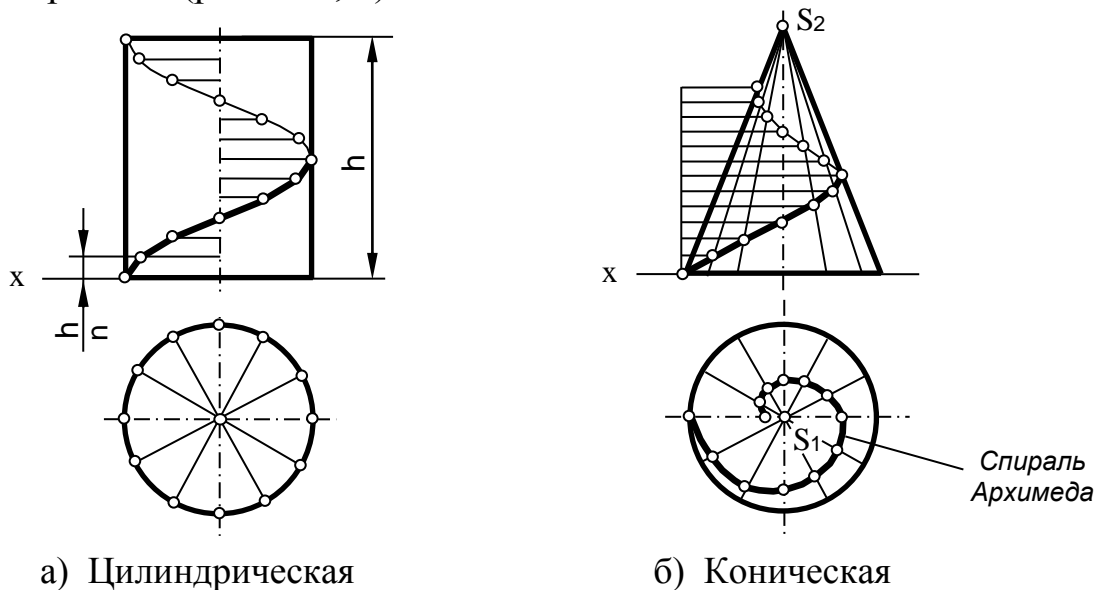 S2
h
x
h
n
x
S1
Спираль
Архимеда
а) Цилиндрическая
б) Коническая